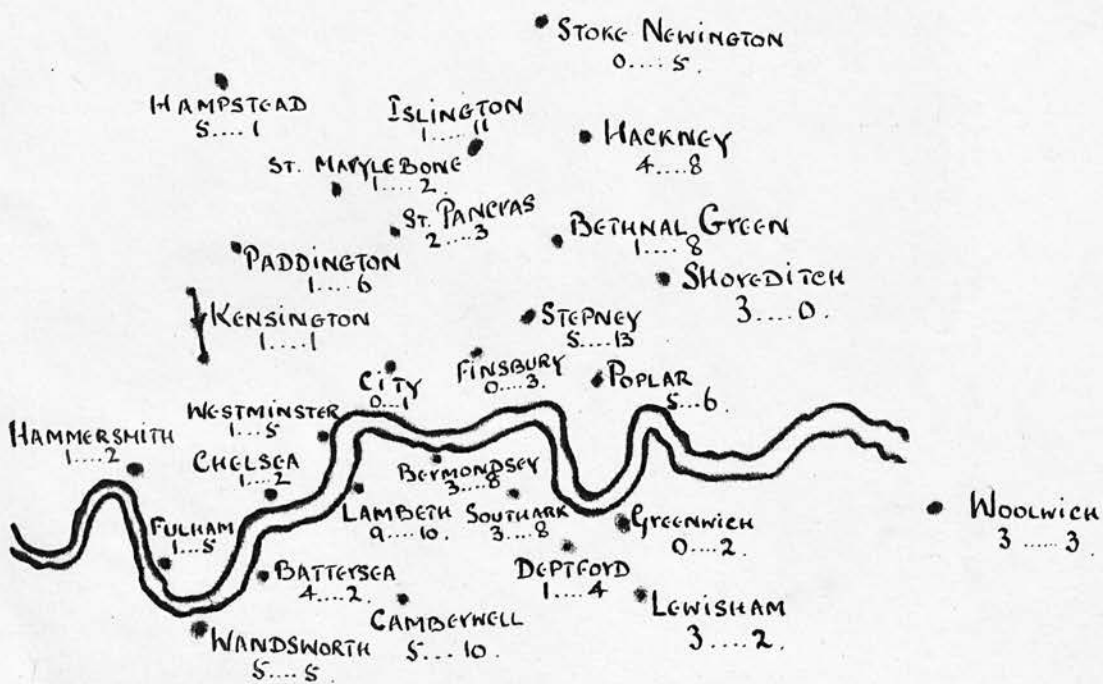 STOKE NEWINGTON
0....5.
HAMPSTEAD
5....1
ISLINGTON
1.....11
HACKNEY
4....8
ST. MARYLEBONE
1....2.
ST. PANCRAS
2....3
BETHNAL GREEN
1....8
PADDINGTON
1....6
SHOREDITCH
3....0.
KENSINGTON
1....1
STEPNEY
5....13
FINSBURY
0....3.
CITY
0...1
POPLAR
5...6
WESTMINSTER
1...5
HAMMERSMITH
1....2
CHELSEA
1....2
BERMONDSEY
3....8
FULHAM
1...5
LAMBETH
9....10.
SOUTHARK
3....8
GREENWICH
0....2
WOOLWICH
3.....3
BATTERSEA
4....2.
DEPTFORD
1....4
CAMBERWELL
5...10.
LEWISHAM
3....2.
WANDSWORTH
5....5